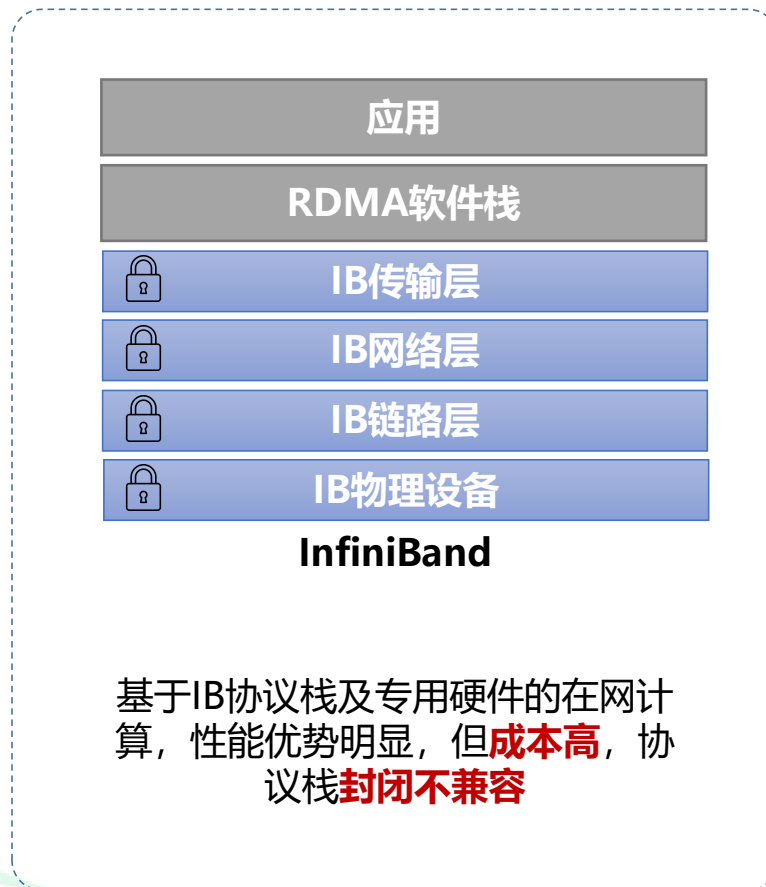 应用
RDMA软件栈
IB传输层
IB网络层
IB链路层
IB物理设备
InfiniBand
基于IB协议栈及专用硬件的在网计
算，性能优势明显，但成本高，协
议栈封闭不兼容